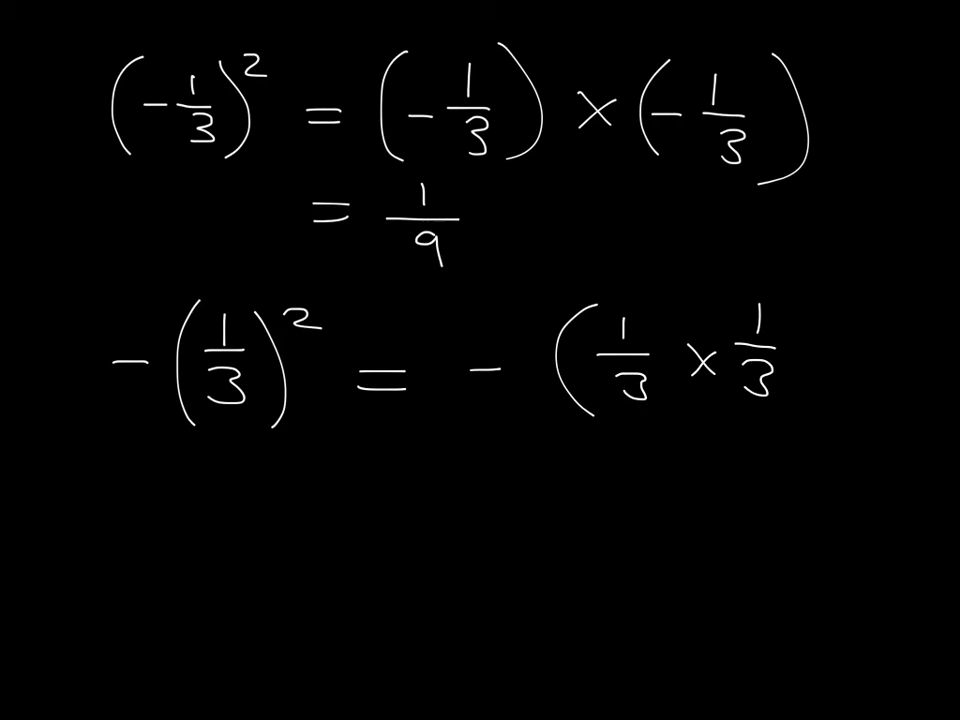 (-1/3)² = (-1/3) × (-1/3)
= 1/9
-(1/3)² = -(1/3 × 1/3